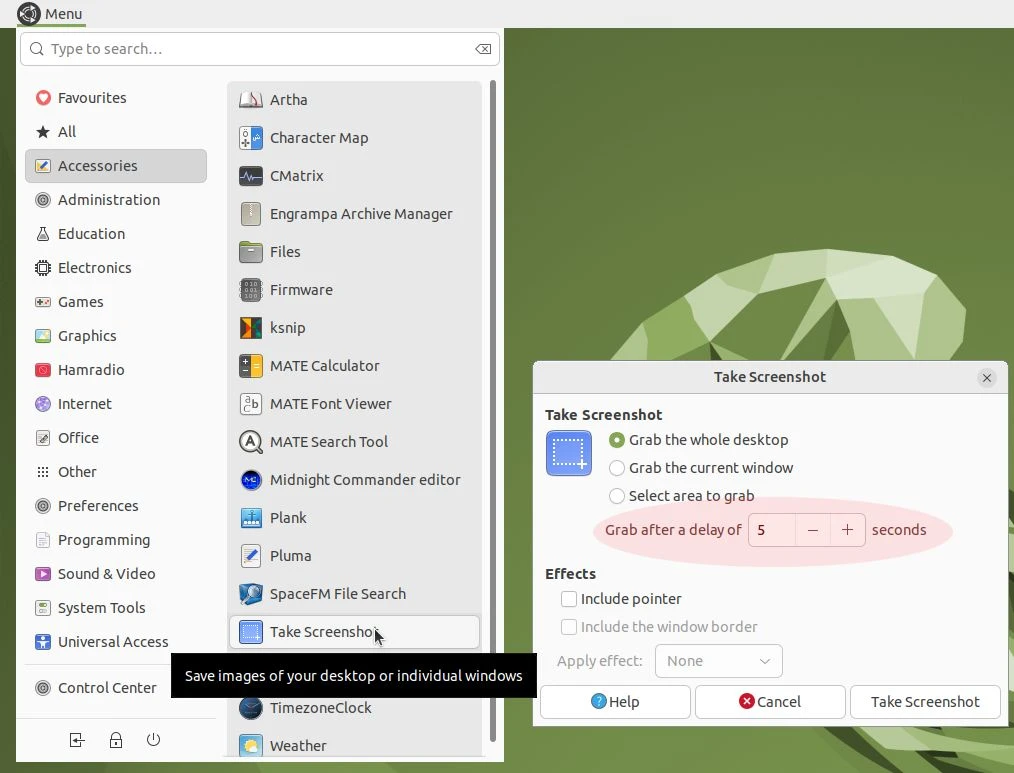 Menu
Type to search…
Favourites
All
Accessories
Administration
Education
Electronics
Games
Graphics
Hamradio
Internet
Office
Other
Preferences
Programming
Sound & Video
System Tools
Universal Access
Control Center
Artha
Character Map
CMatrix
Engrampa Archive Manager
Files
Firmware
ksnip
MATE Calculator
MATE Font Viewer
MATE Search Tool
Midnight Commander editor
Plank
Pluma
SpaceFM File Search
Take Screenshot
Save images of your desktop or individual windows
TimezoneClock
Weather
Take Screenshot
Take Screenshot
Grab the whole desktop
Grab the current window
Select area to grab
Grab after a delay of 5 − + seconds
Effects
Include pointer
Include the window border
Apply effect: None
Help Cancel Take Screenshot